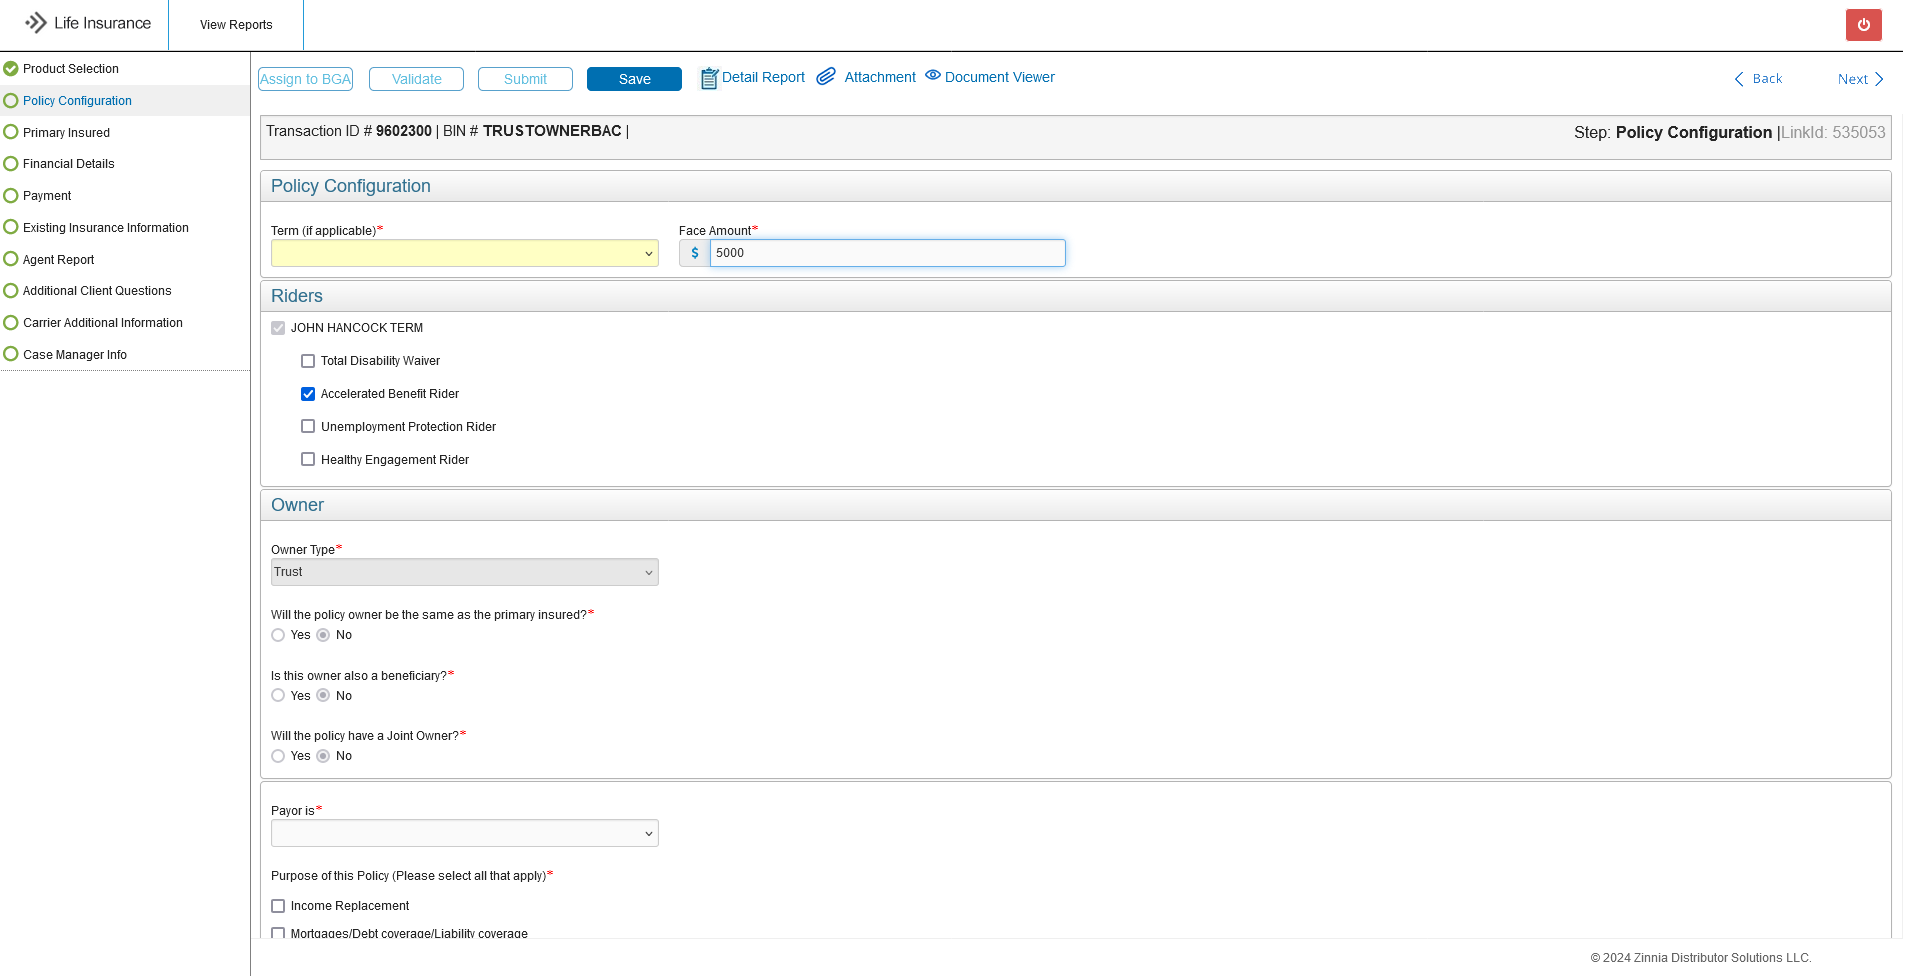 Life Insurance
View Reports
Product Selection
Policy Configuration
Primary Insured
Financial Details
Payment
Existing Insurance Information
Agent Report
Additional Client Questions
Carrier Additional Information
Case Manager Info
Assign to BGA Validate Submit Save Detail Report Attachment Document Viewer Back Next
Transaction ID # 9602300 | BIN # TRUSTOWNERBAC | Step: Policy Configuration |LinkId: 535053
Policy Configuration
Term (if applicable)* Face Amount*
$ 5000
Riders
JOHN HANCOCK TERM
Total Disability Waiver
Accelerated Benefit Rider
Unemployment Protection Rider
Healthy Engagement Rider
Owner
Owner Type*
Trust
Will the policy owner be the same as the primary insured?*
Yes No
Is this owner also a beneficiary?*
Yes No
Will the policy have a Joint Owner?*
Yes No
Payor is*
Purpose of this Policy (Please select all that apply)*
Income Replacement
Mortgages/Debt coverage/Liability coverage
© 2024 Zinnia Distributor Solutions LLC.